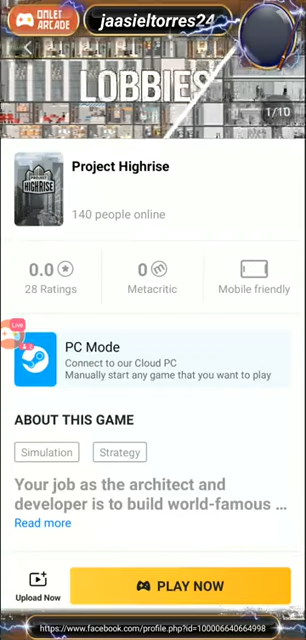 OMLET
ARCADE
jaasieltorres24
LOBBIES
1/10
HIGHRISE
Project Highrise
140 people online
0.0
28 Ratings
0
Metacritic
Mobile friendly
Live
PC Mode
Connect to our Cloud PC
Manually start any game that you want to play
ABOUT THIS GAME
Simulation
Strategy
Your job as the architect and
developer is to build world-famous ...
Read more
Upload Now
PLAY NOW
https://www.facebook.com/profile.php?id=100006640664998